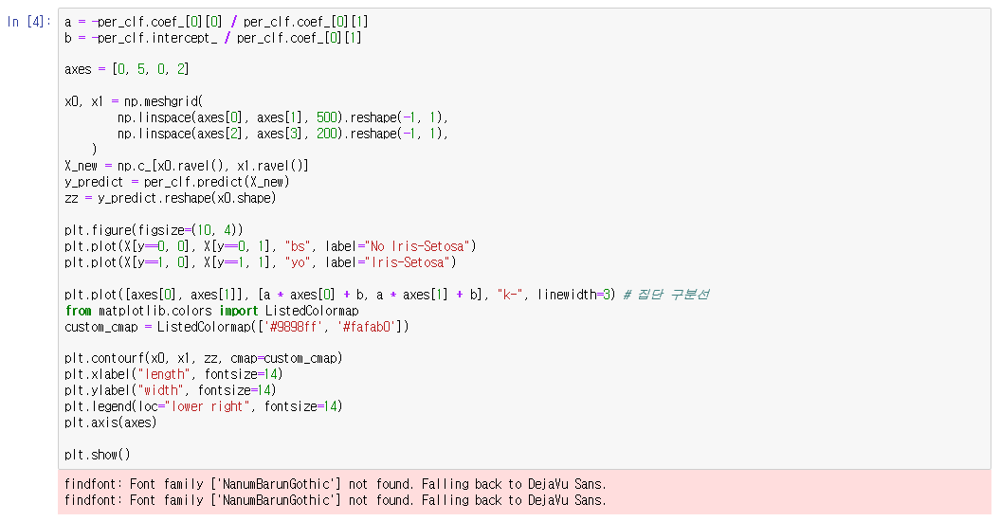 In [4]: a = -per_clf.coef_[0][0] / per_clf.coef_[0][1]
b = -per_clf.intercept_ / per_clf.coef_[0][1]
axes = [0, 5, 0, 2]
x0, x1 = np.meshgrid(
np.linspace(axes[0], axes[1], 500).reshape(-1, 1),
np.linspace(axes[2], axes[3], 200).reshape(-1, 1),
)
X_new = np.c_[x0.ravel(), x1.ravel()]
y_predict = per_clf.predict(X_new)
zz = y_predict.reshape(x0.shape)
plt.figure(figsize=(10, 4))
plt.plot(X[y==0, 0], X[y==0, 1], "bs", label="No Iris-Setosa")
plt.plot(X[y==1, 0], X[y==1, 1], "yo", label="Iris-Setosa")
plt.plot([axes[0], axes[1]], [a * axes[0] + b, a * axes[1] + b], "k-", linewidth=3) # 집단 구분선
from matplotlib.colors import ListedColormap
custom_cmap = ListedColormap(['#9898ff', '#fafab0'])
plt.contourf(x0, x1, zz, cmap=custom_cmap)
plt.xlabel("length", fontsize=14)
plt.ylabel("width", fontsize=14)
plt.legend(loc="lower right", fontsize=14)
plt.axis(axes)
plt.show()
findfont: Font family ['NanumBarunGothic'] not found. Falling back to DejaVu Sans.
findfont: Font family ['NanumBarunGothic'] not found. Falling back to DejaVu Sans.